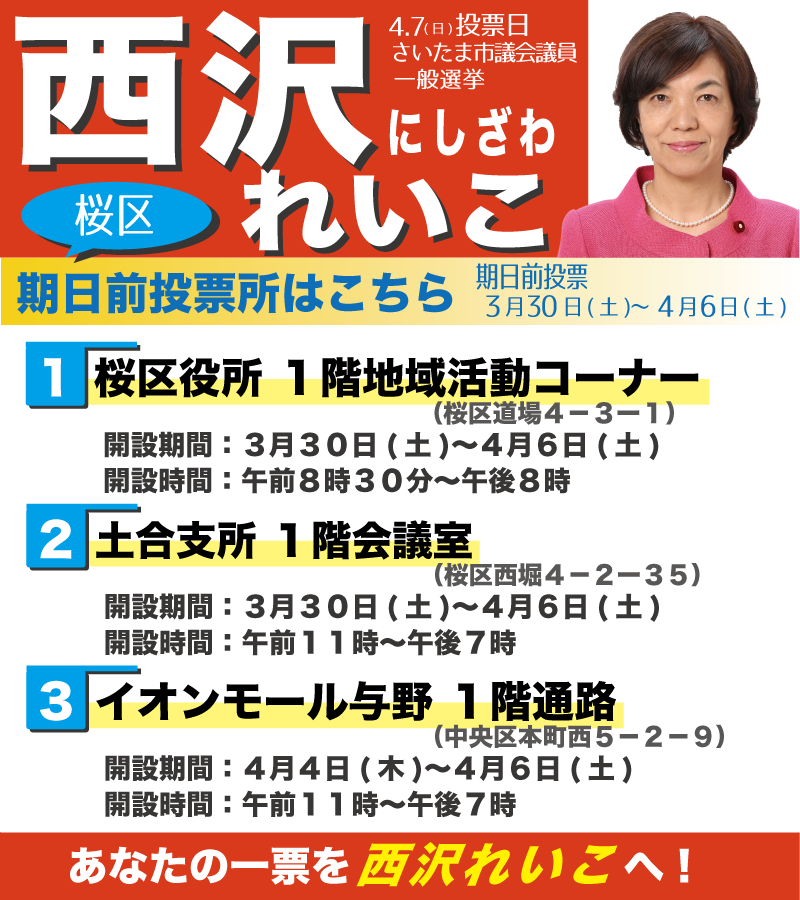 西沢
4.7(日)投票日
さいたま市議会議員
一般選挙
にしざわ
桜区
れいこ
期日前投票所はこちら
期日前投票
3月30日(土)～4月6日(土)
1 桜区役所 1階地域活動コーナー
（桜区道場４－３－１）
開設期間：３月３０日(土)～４月６日(土)
開設時間：午前８時３０分～午後８時
2 土合支所 1階会議室
（桜区西堀４－２－３５）
開設期間：３月３０日(土)～４月６日(土)
開設時間：午前１１時～午後７時
3 イオンモール与野 1階通路
（中央区本町西５－２－９）
開設期間：４月４日(木)～４月６日(土)
開設時間：午前１１時～午後７時
あなたの一票を 西沢れいこ へ！